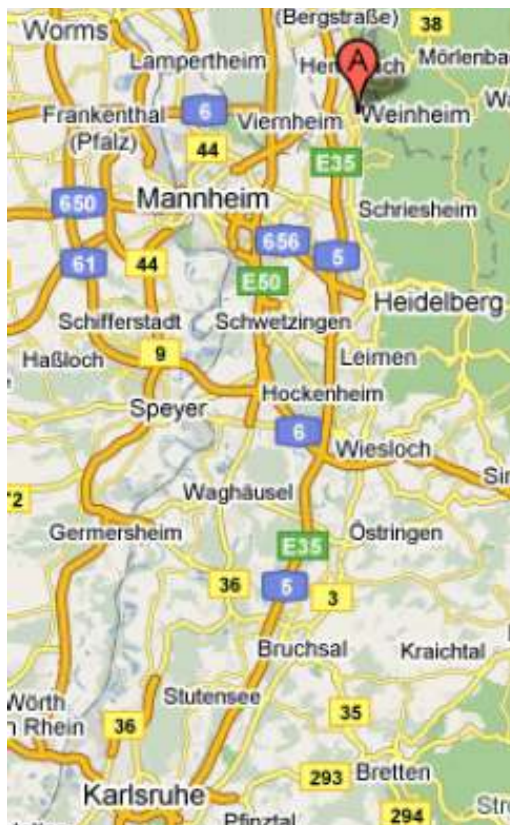 (Bergstraße)
38
Worms
Lampertheim
A
Mörlenba
6
Frankenthal
(Pfalz)
Viernheim
Weinheim
44
E35
650
Mannheim
Schriesheim
656
5
61
44
E50
Heidelberg
Schifferstadt
Schwetzingen
9
Leimen
Haßloch
Hockenheim
Speyer
6
Wiesloch
Waghäusel
Germersheim
E35
Östringen
36
5
3
Bruchsal
Kraichtal
Wörth
Stutensee
n Rhein
36
35
293
Bretten
Karlsruhe
Pfinztal
294